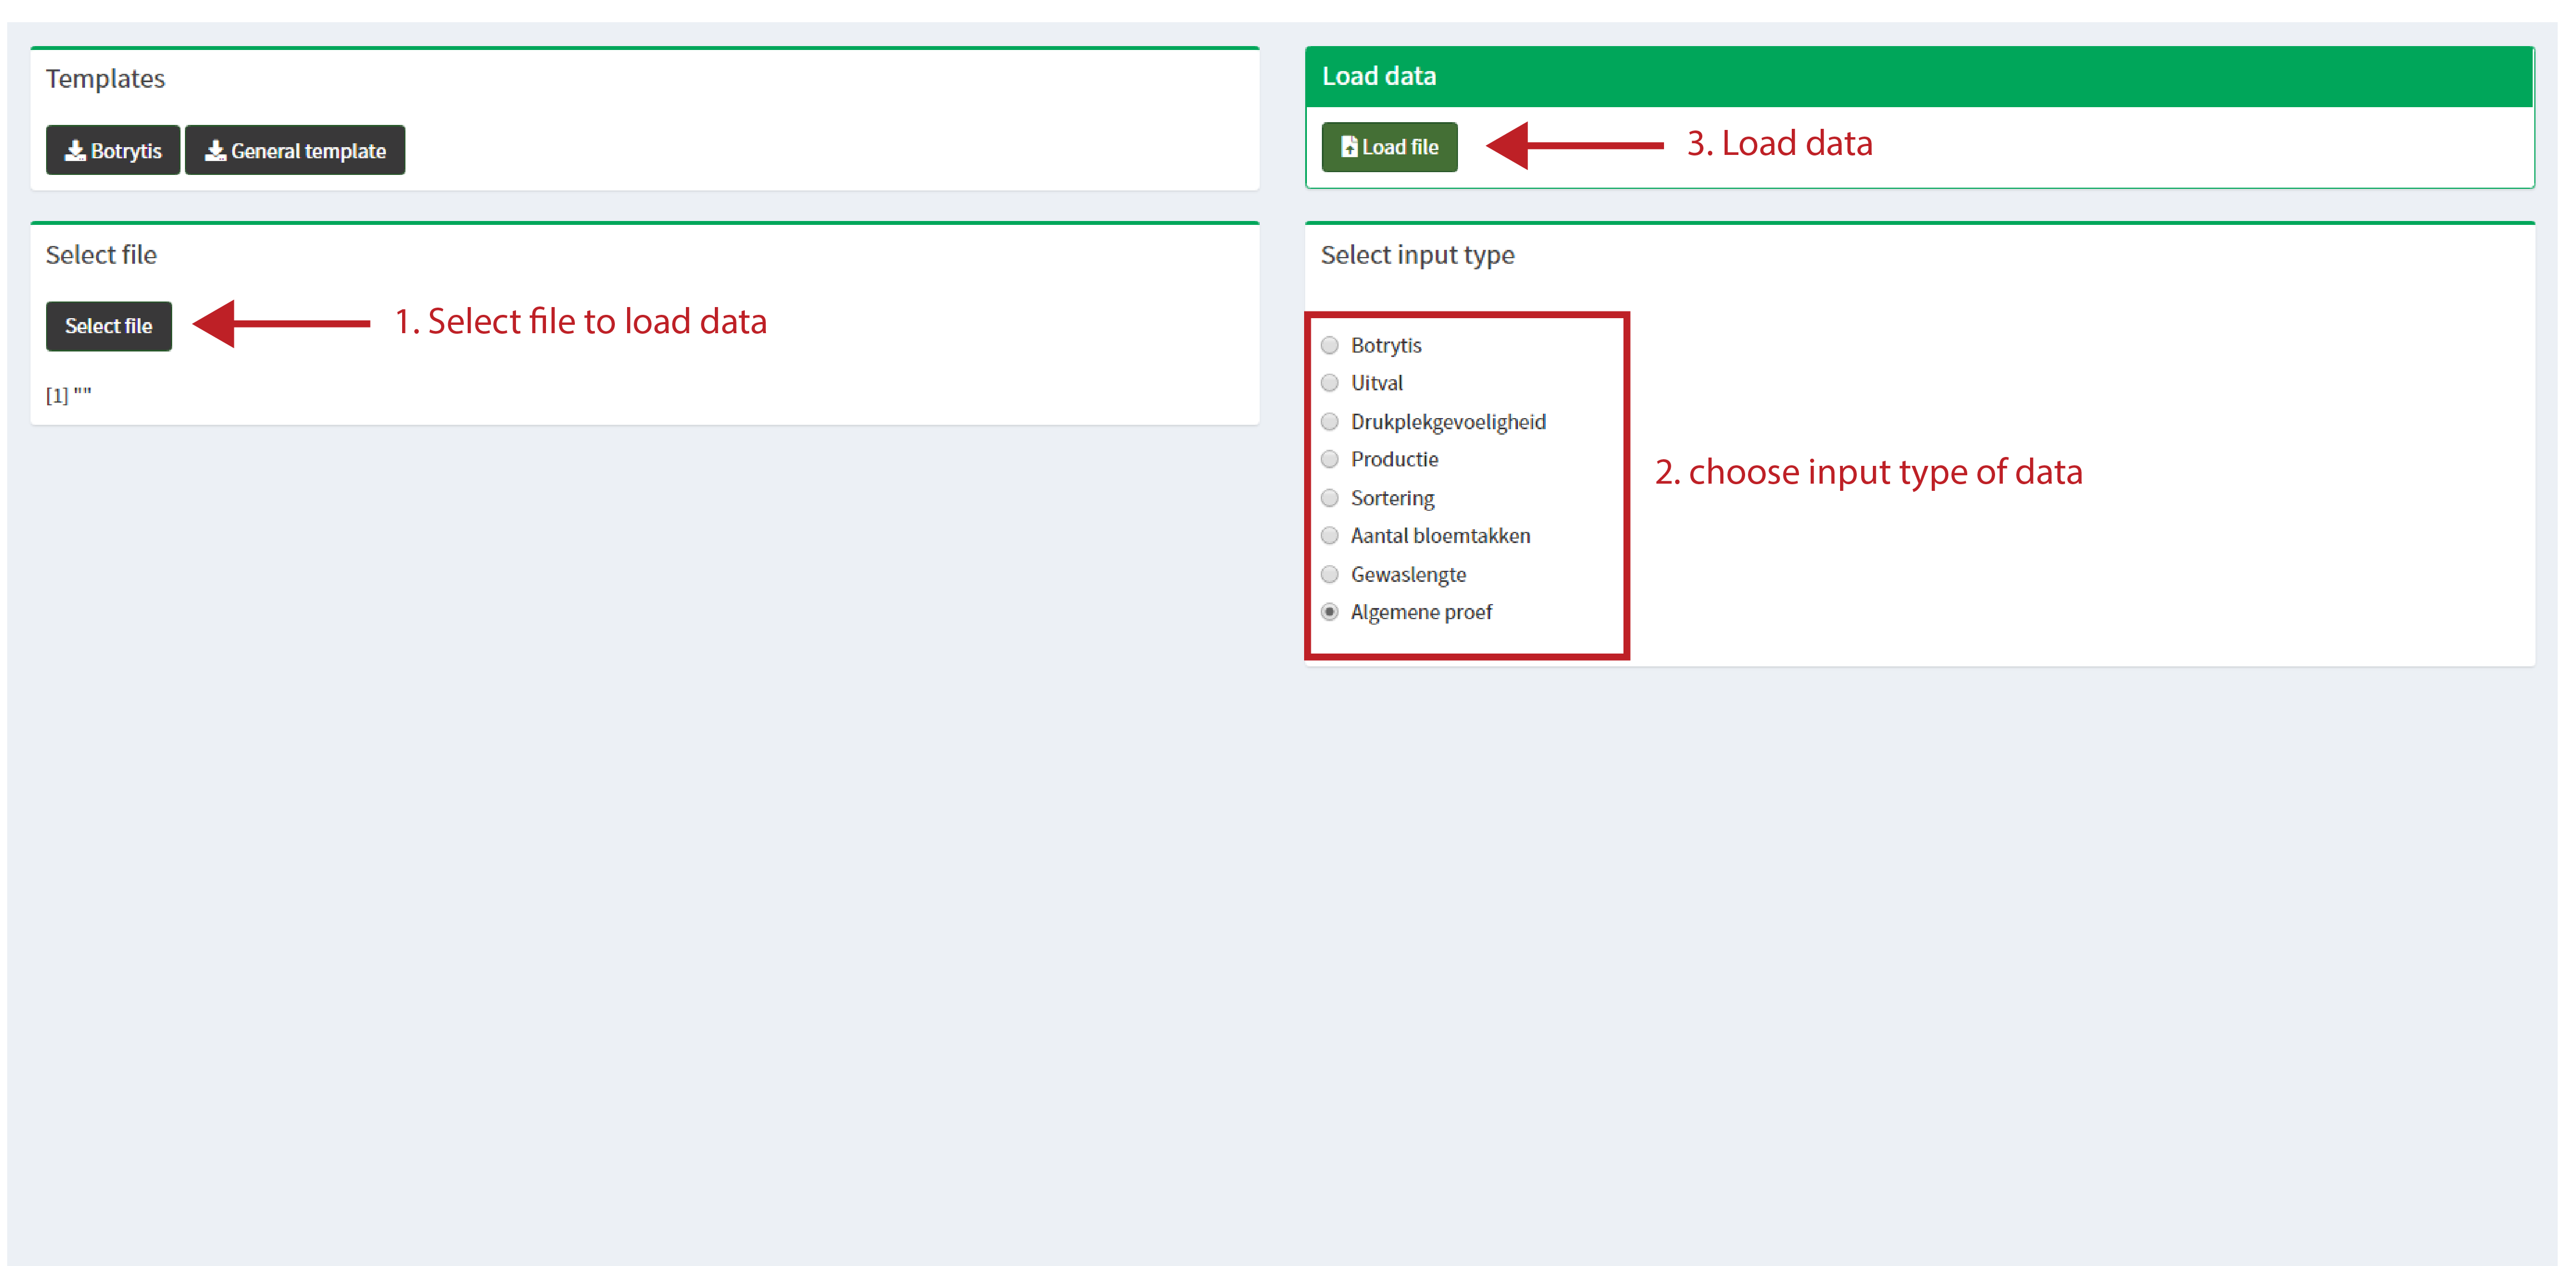 Templates
Botrytis
General template
Load data
Load file
3. Load data
Select file
Select file
1. Select file to load data
[1] ""
Select input type
Botrytis
Uitval
Drukplekgevoeligheid
Productie
Sortering
Aantal bloemtakken
Gewaslengte
Algemene proef
2. choose input type of data